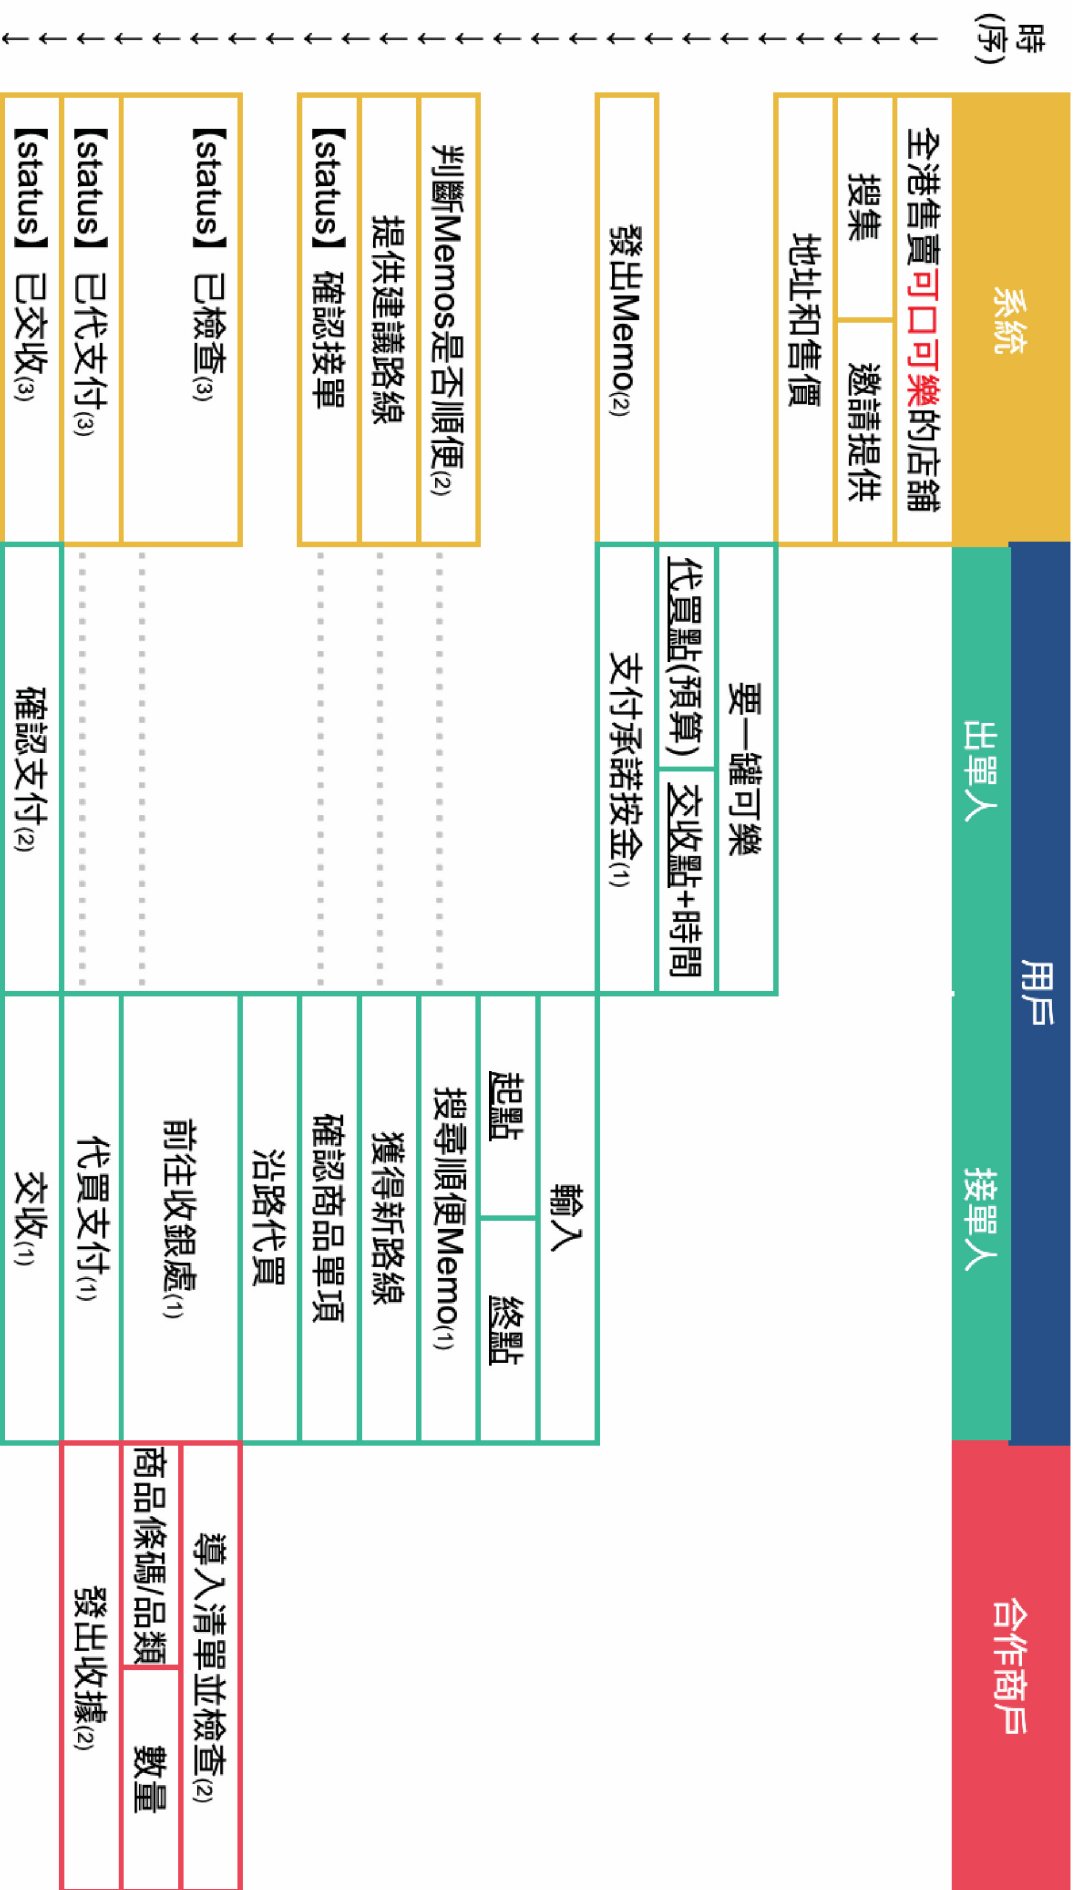 時
(序)
系統
用戶
合作商戶
出單人
接單人
全港售賣可口可樂的店舖
搜集
邀請提供
地址和售價
要一罐可樂
代買點(預算)
交收點+時間
發出Memo(2)
支付承諾按金(1)
輸入
起點
終點
判斷Memos是否順便(2)
搜尋順便Memo(1)
提供建議路線
獲得新路線
【status】確認接單
確認商品單項
沿路代買
【status】已檢查(3)
前往收銀處(1)
導入清單並檢查(2)
商品條碼/品類
數量
【status】已代支付(3)
代買支付(1)
發出收據(2)
【status】已交收(3)
確認支付(2)
交收(1)